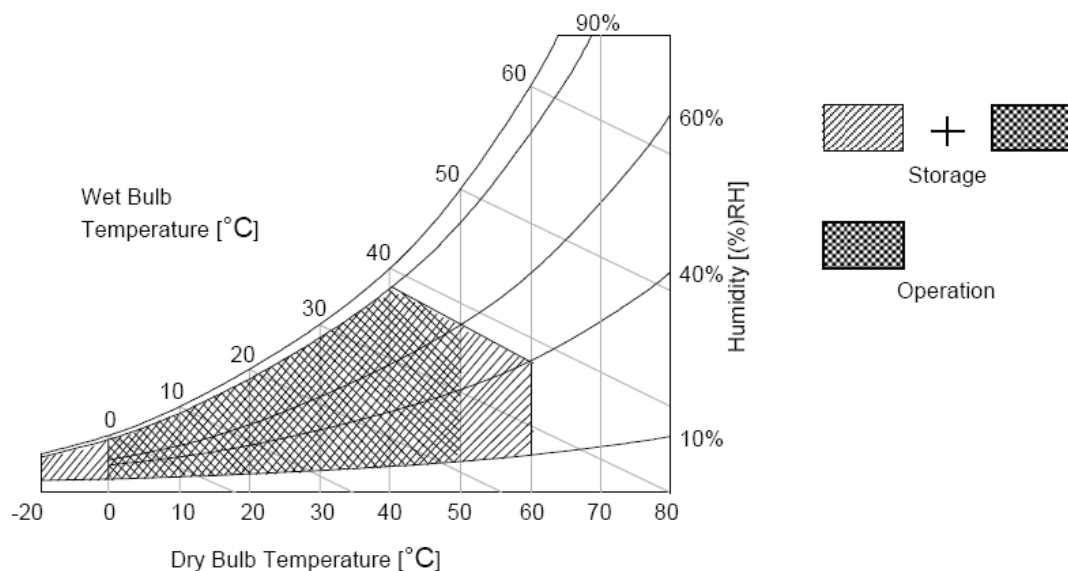 90%
60
60%
50
Storage
Wet Bulb
Temperature [°C]
Humidity [(%)RH]
40
40%
30
Operation
20
10
0
10%
-20 0 10 20 30 40 50 60 70 80
Dry Bulb Temperature [°C]